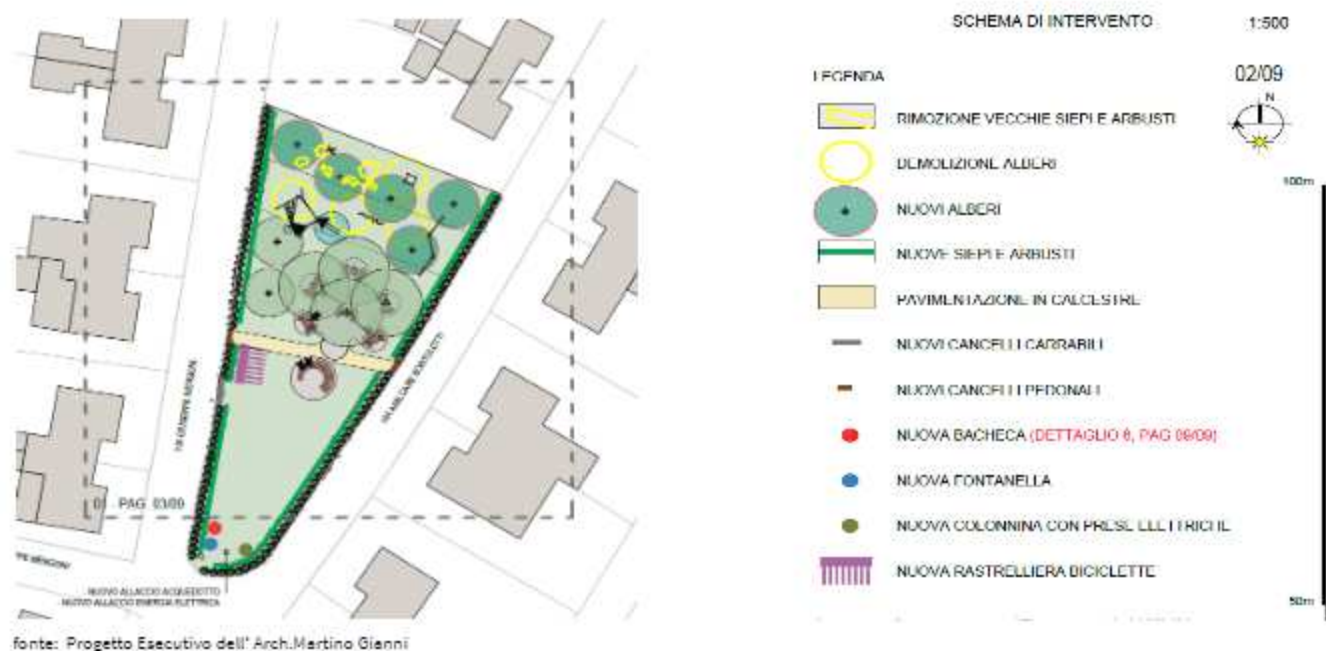 SCHEMA DI INTERVENTO 1:500
LEGENDA 02/09
N
RIMOZIONE VECCHIE SIEPI E ARBUSTI
DEMOLIZIONE ALBERI
100m
NUOVI ALBERI
NUOVE SIEPI E ARBUSTI
PAVIMENTAZIONE IN CALCESTRE
NUOVI CANCELLI CARRABILI
NUOVI CANCELLI PEDONALI
NUOVA BACHECA (DETTAGLIO 6, PAG 09/09)
NUOVA FONTANELLA
NUOVA COLONNINA CON PRESE ELETTRICHE
NUOVA RASTRELLIERA BICICLETTE
50m
01 - PAG 03/09
NUOVO ALLACCIO ACQUEDOTTO
NUOVO ALLACCIO ENERGIA ELETTRICA
fonte: Progetto Esecutivo dell' Arch.Martino Gianni